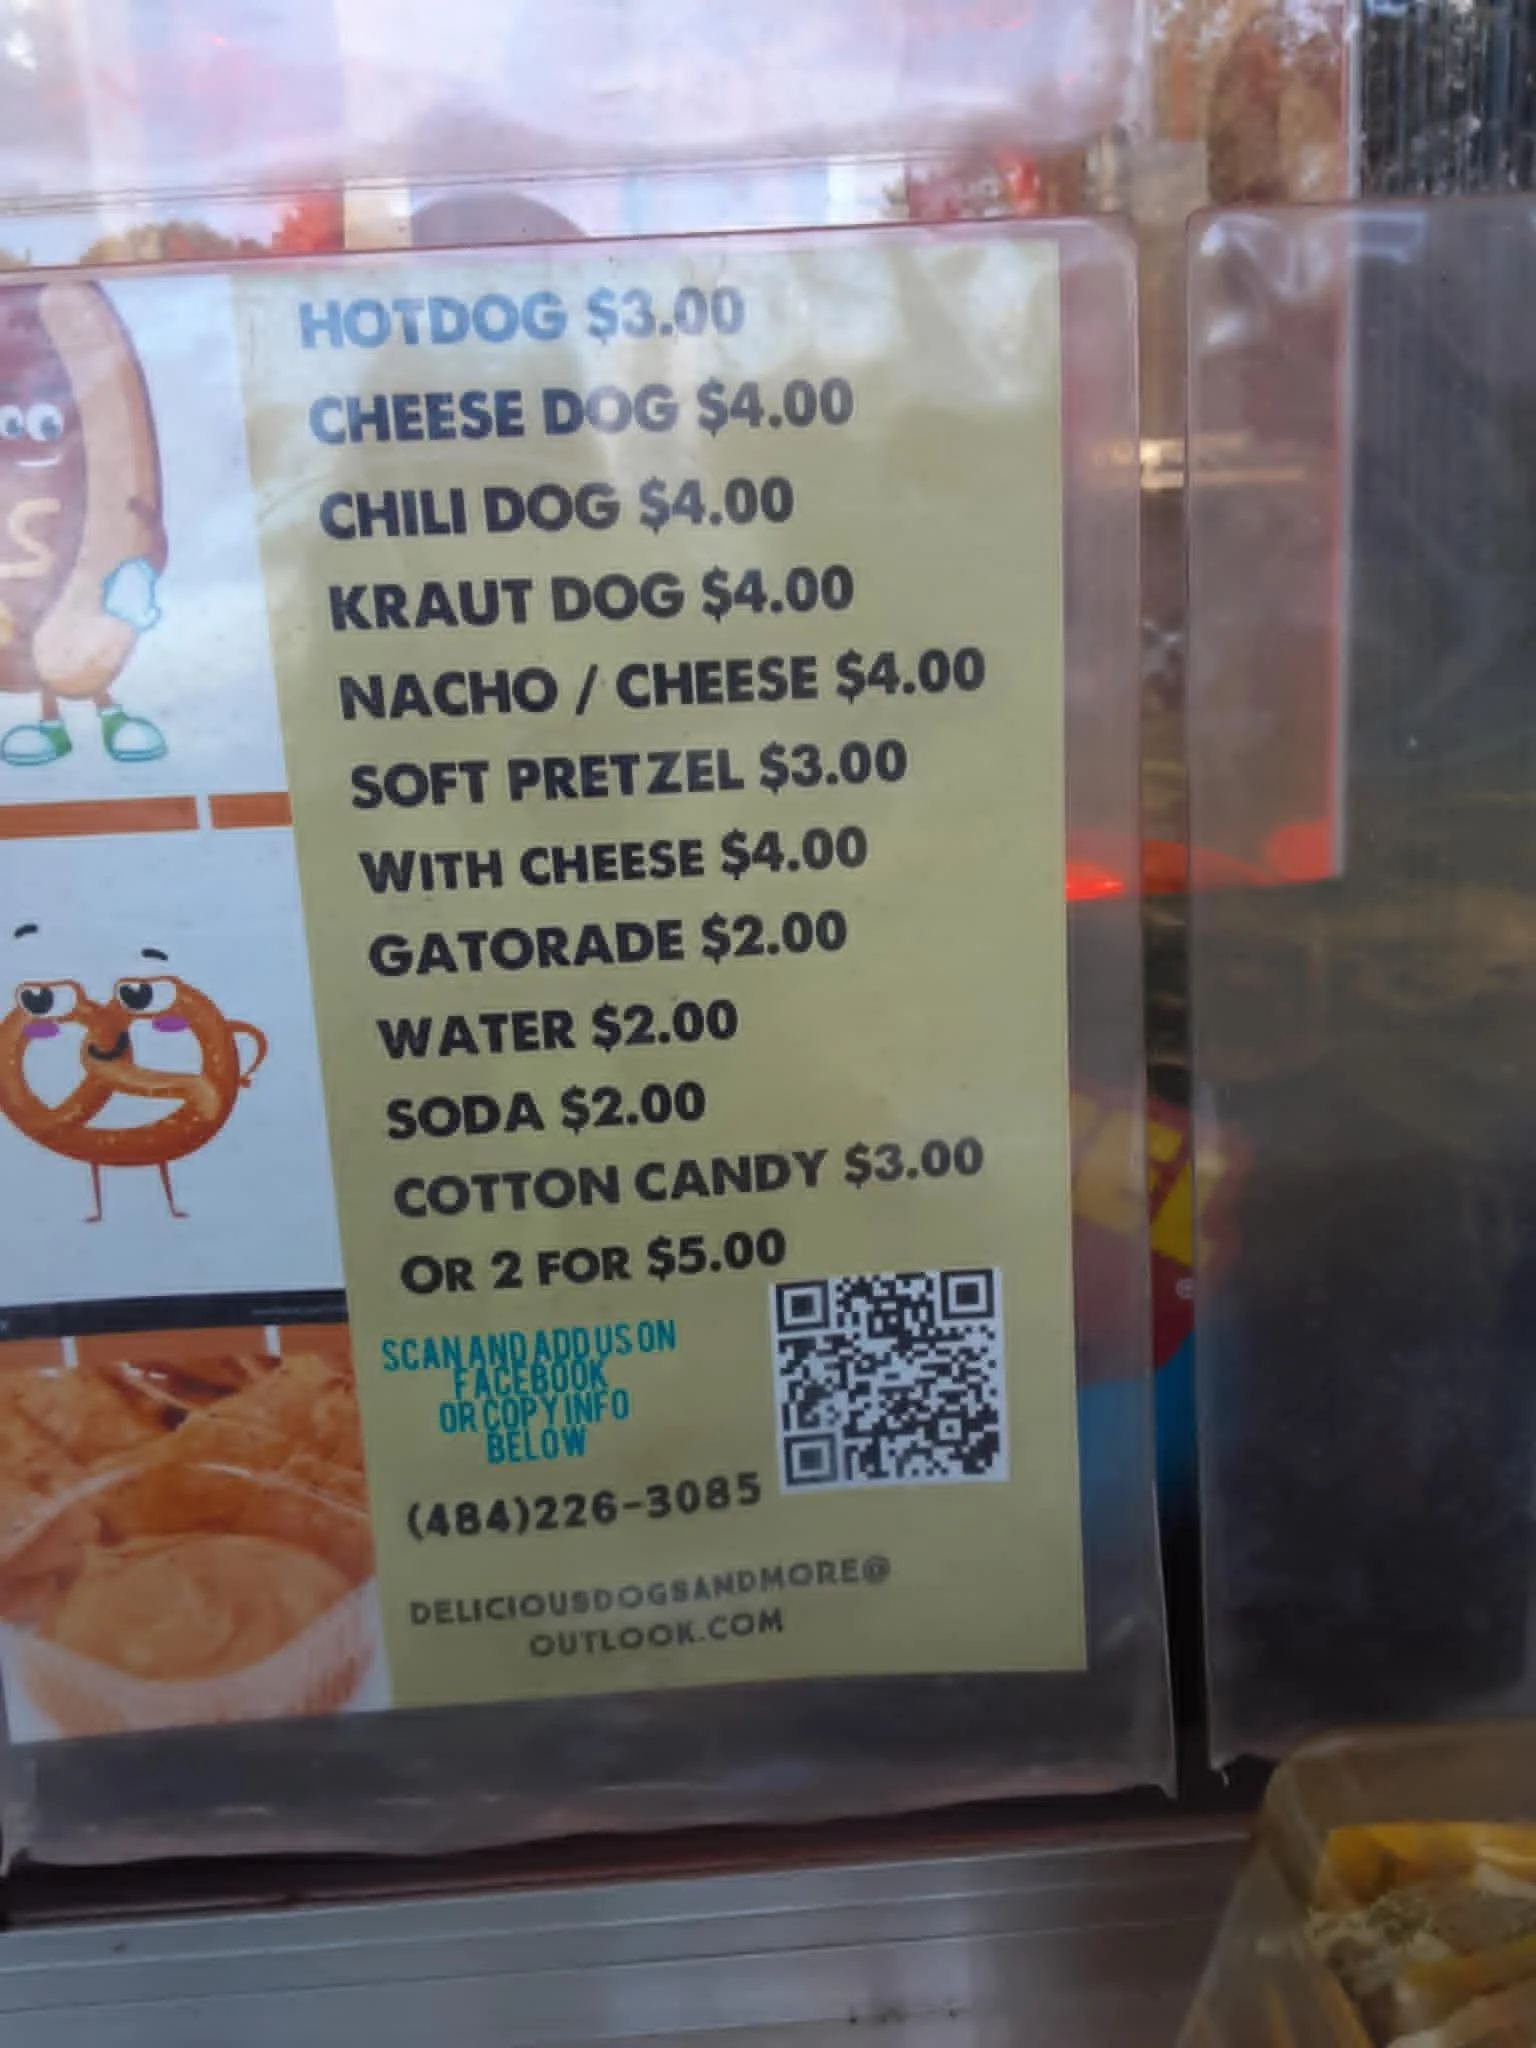 HOTDOG $3.00
CHEESE DOG $4.00
CHILI DOG $4.00
KRAUT DOG $4.00
NACHO / CHEESE $4.00
SOFT PRETZEL $3.00
WITH CHEESE $4.00
GATORADE $2.00
WATER $2.00
SODA $2.00
COTTON CANDY $3.00
OR 2 FOR $5.00
SCAN AND ADD US ON
FACEBOOK
OR COPY INFO
BELOW
(484)226-3085
DELICIOUSDOGSANDMORE@
OUTLOOK.COM